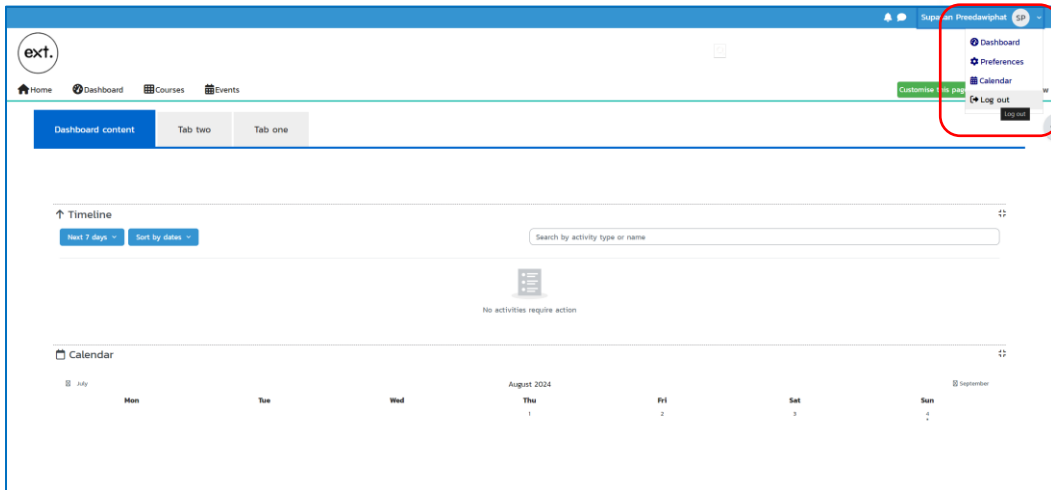 Supanan Preedawiphat SP
ext.
Dashboard
Preferences
Calendar
Log out
Log out
Home Dashboard Courses Events
Customise this page
Dashboard content Tab two Tab one
Timeline
Next 7 days Sort by dates Search by activity type or name
No activities require action
Calendar
July August 2024 September
Mon Tue Wed Thu Fri Sat Sun
1 2 3 4